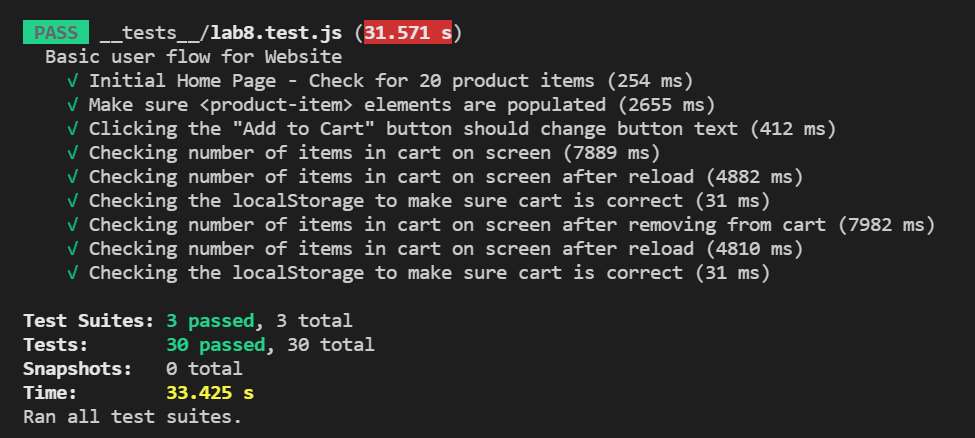 PASS __tests__/lab8.test.js (31.571 s)
Basic user flow for Website
√ Initial Home Page - Check for 20 product items (254 ms)
√ Make sure <product-item> elements are populated (2655 ms)
√ Clicking the "Add to Cart" button should change button text (412 ms)
√ Checking number of items in cart on screen (7889 ms)
√ Checking number of items in cart on screen after reload (4882 ms)
√ Checking the localStorage to make sure cart is correct (31 ms)
√ Checking number of items in cart on screen after removing from cart (7982 ms)
√ Checking number of items in cart on screen after reload (4810 ms)
√ Checking the localStorage to make sure cart is correct (31 ms)
Test Suites: 3 passed, 3 total
Tests: 30 passed, 30 total
Snapshots: 0 total
Time: 33.425 s
Ran all test suites.